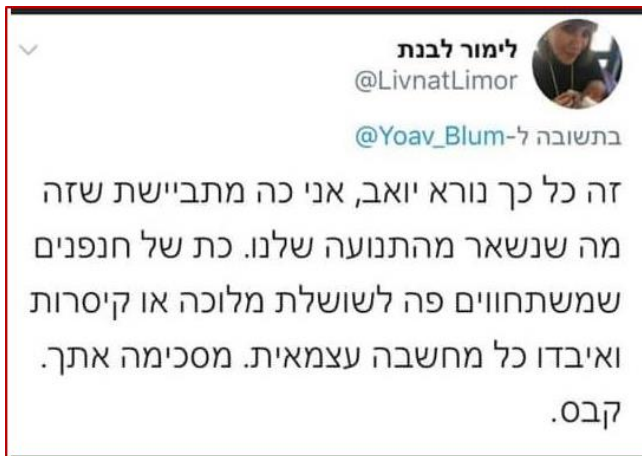 לימור לבנת
@LivnatLimor
בתשובה ל-@Yoav_Blum
זה כל כך נורא יואב, אני כה מתביישת שזה
מה שנשאר מהתנועה שלנו. כת של חנפנים
שמשתחווים פה לשושלת מלוכה או קיסרות
ואיבדו כל מחשבה עצמאית. מסכימה אתך.
קבס.